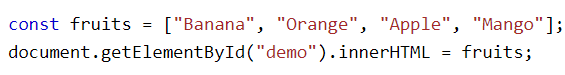 const fruits = ["Banana", "Orange", "Apple", "Mango"];
document.getElementById("demo").innerHTML = fruits;